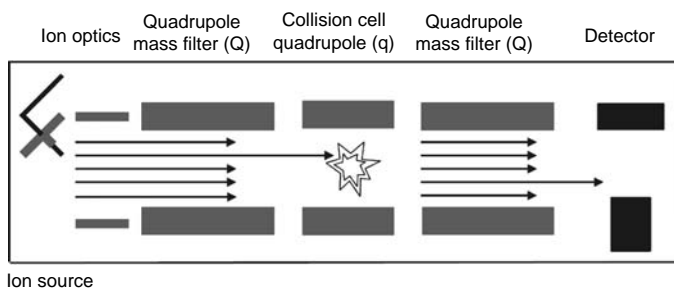 Ion optics
Quadrupole
mass filter (Q)
Collision cell
quadrupole (q)
Quadrupole
mass filter (Q)
Detector
Ion source